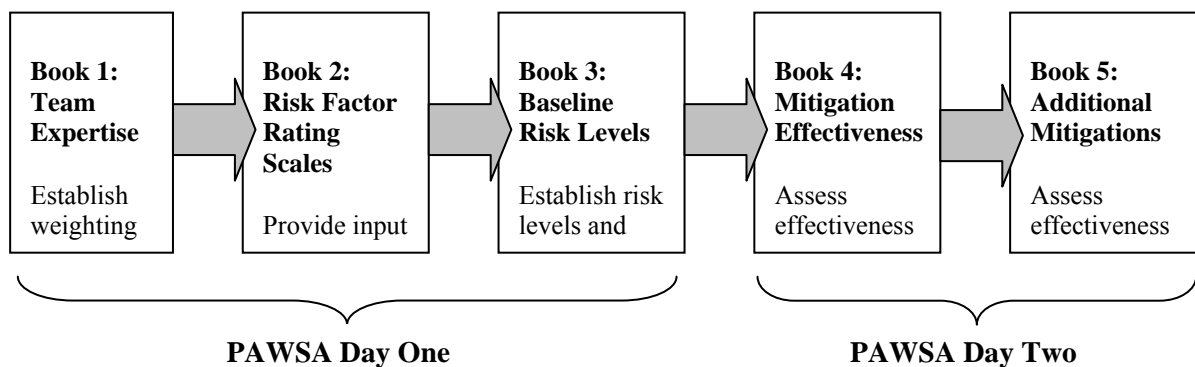 Book 1:
Team
Expertise
Establish
weighting
Book 2:
Risk Factor
Rating
Scales
Provide input
Book 3:
Baseline
Risk Levels
Establish risk
levels and
Book 4:
Mitigation
Effectiveness
Assess
effectiveness
Book 5:
Additional
Mitigations
Assess
effectiveness
PAWSA Day One
PAWSA Day Two